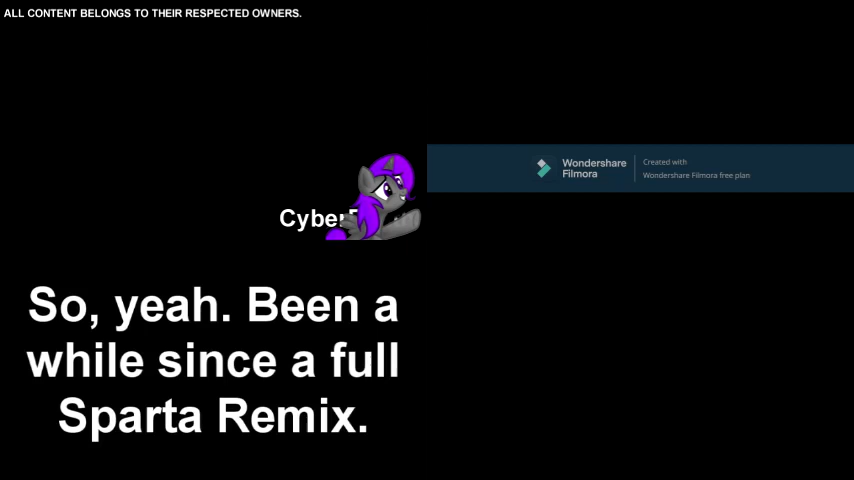 ALL CONTENT BELONGS TO THEIR RESPECTED OWNERS.
Wondershare
Filmora
Created with
Wondershare Filmora free plan
So, yeah. Been a
while since a full
Sparta Remix.